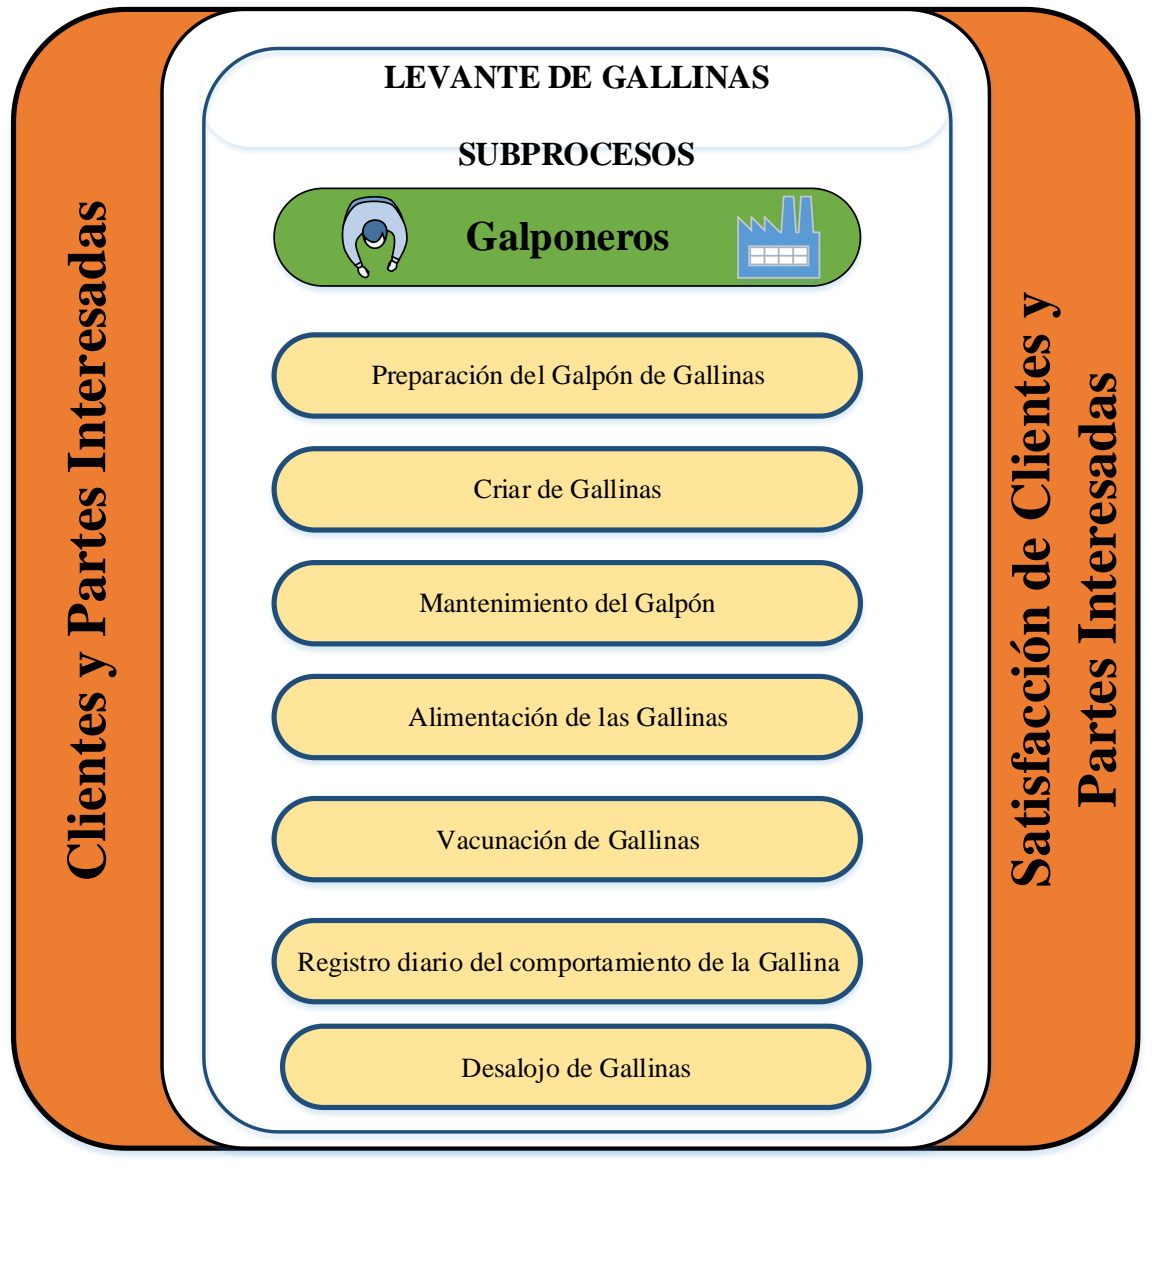 Clientes y Partes Interesadas
LEVANTE DE GALLINAS
SUBPROCESOS
Galponeros
Preparación del Galpón de Gallinas
Criar de Gallinas
Mantenimiento del Galpón
Alimentación de las Gallinas
Vacunación de Gallinas
Registro diario del comportamiento de la Gallina
Desalojo de Gallinas
Satisfacción de Clientes y
Partes Interesadas